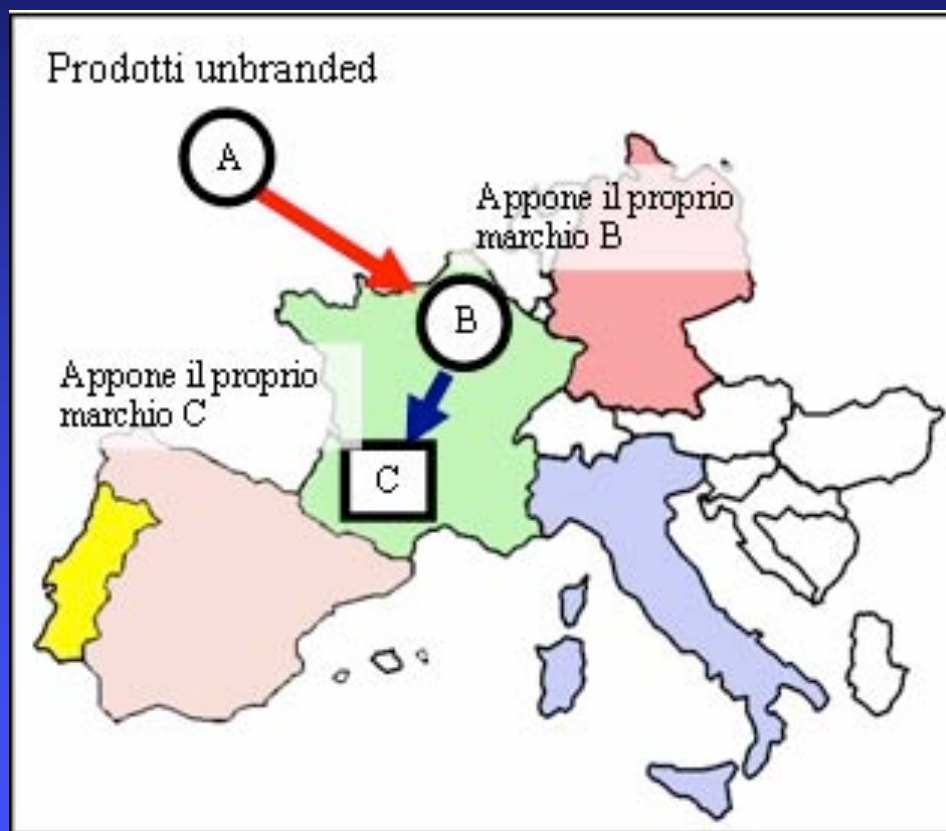 Prodotti unbranded
A
Appone il proprio
marchio B
B
Appone il proprio
marchio C
C